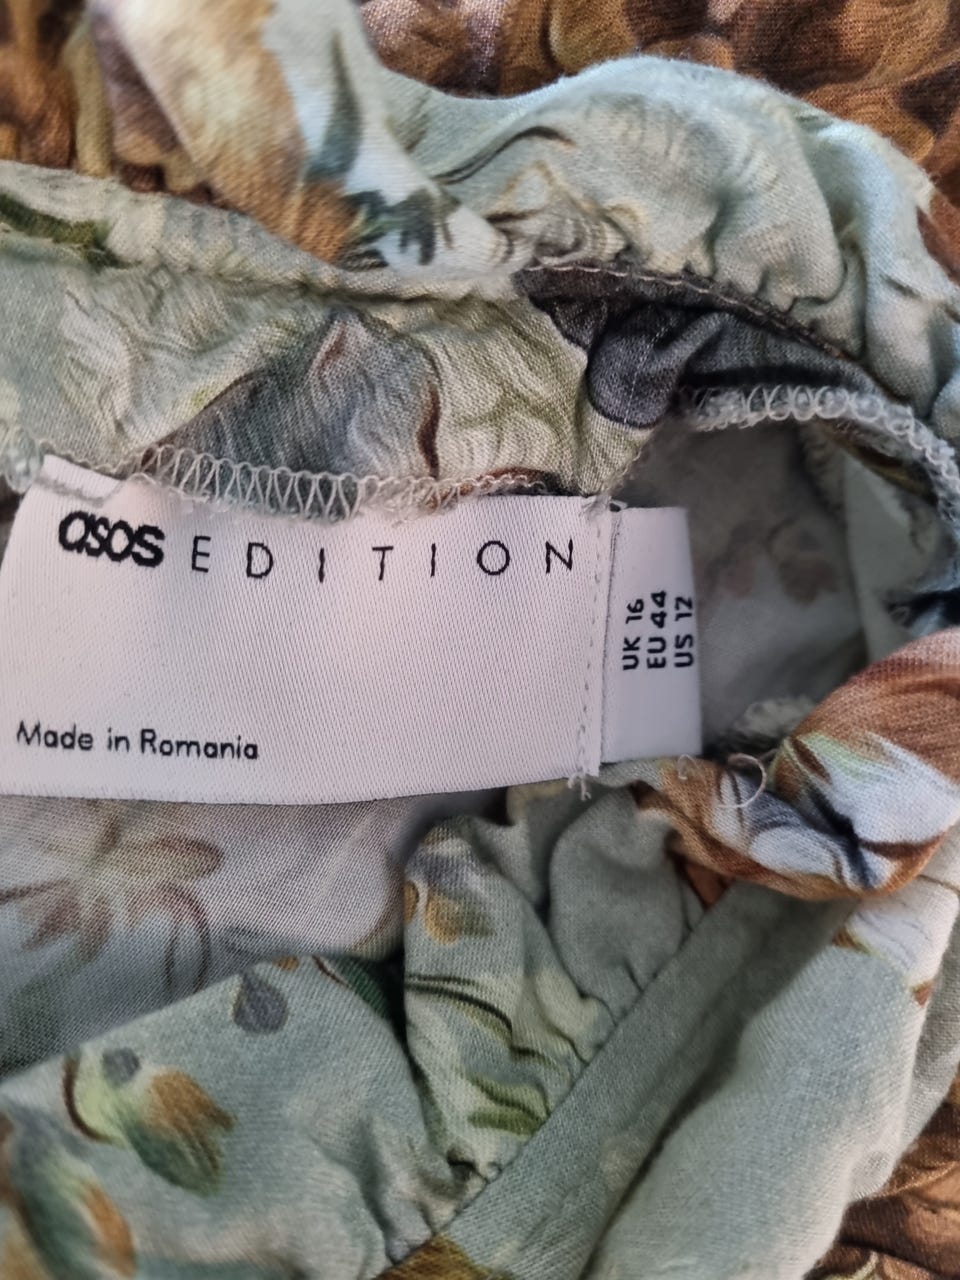 asos EDITION
Made in Romania
UK 16
EU 44
US 12